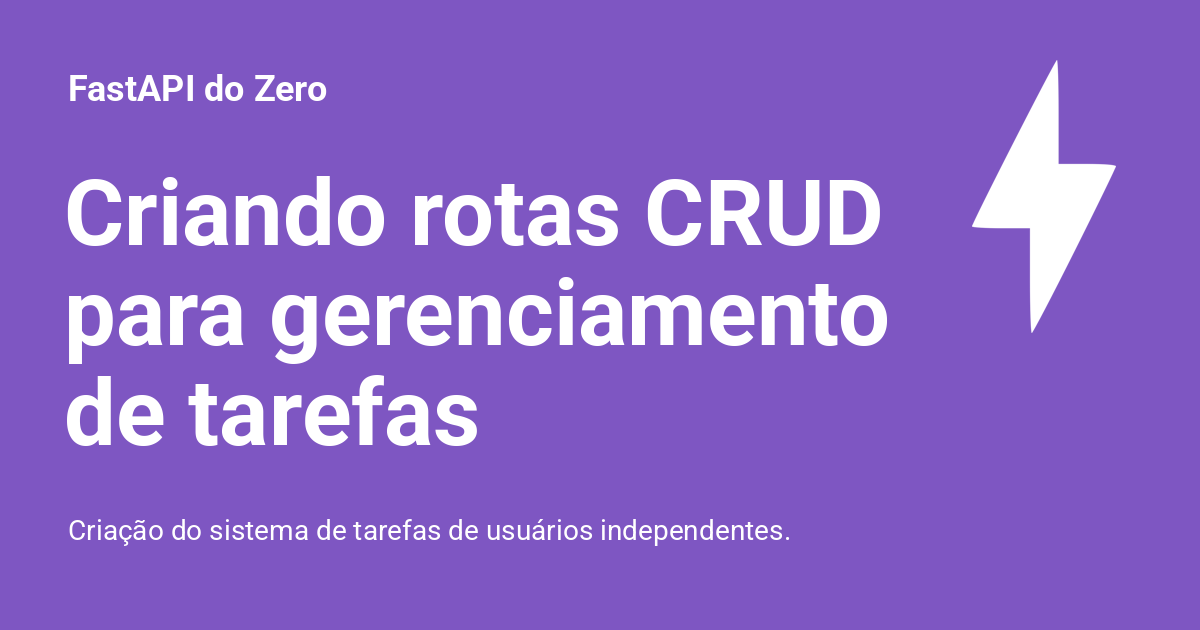 FastAPI do Zero
Criando rotas CRUD
para gerenciamento
de tarefas
Criação do sistema de tarefas de usuários independentes.